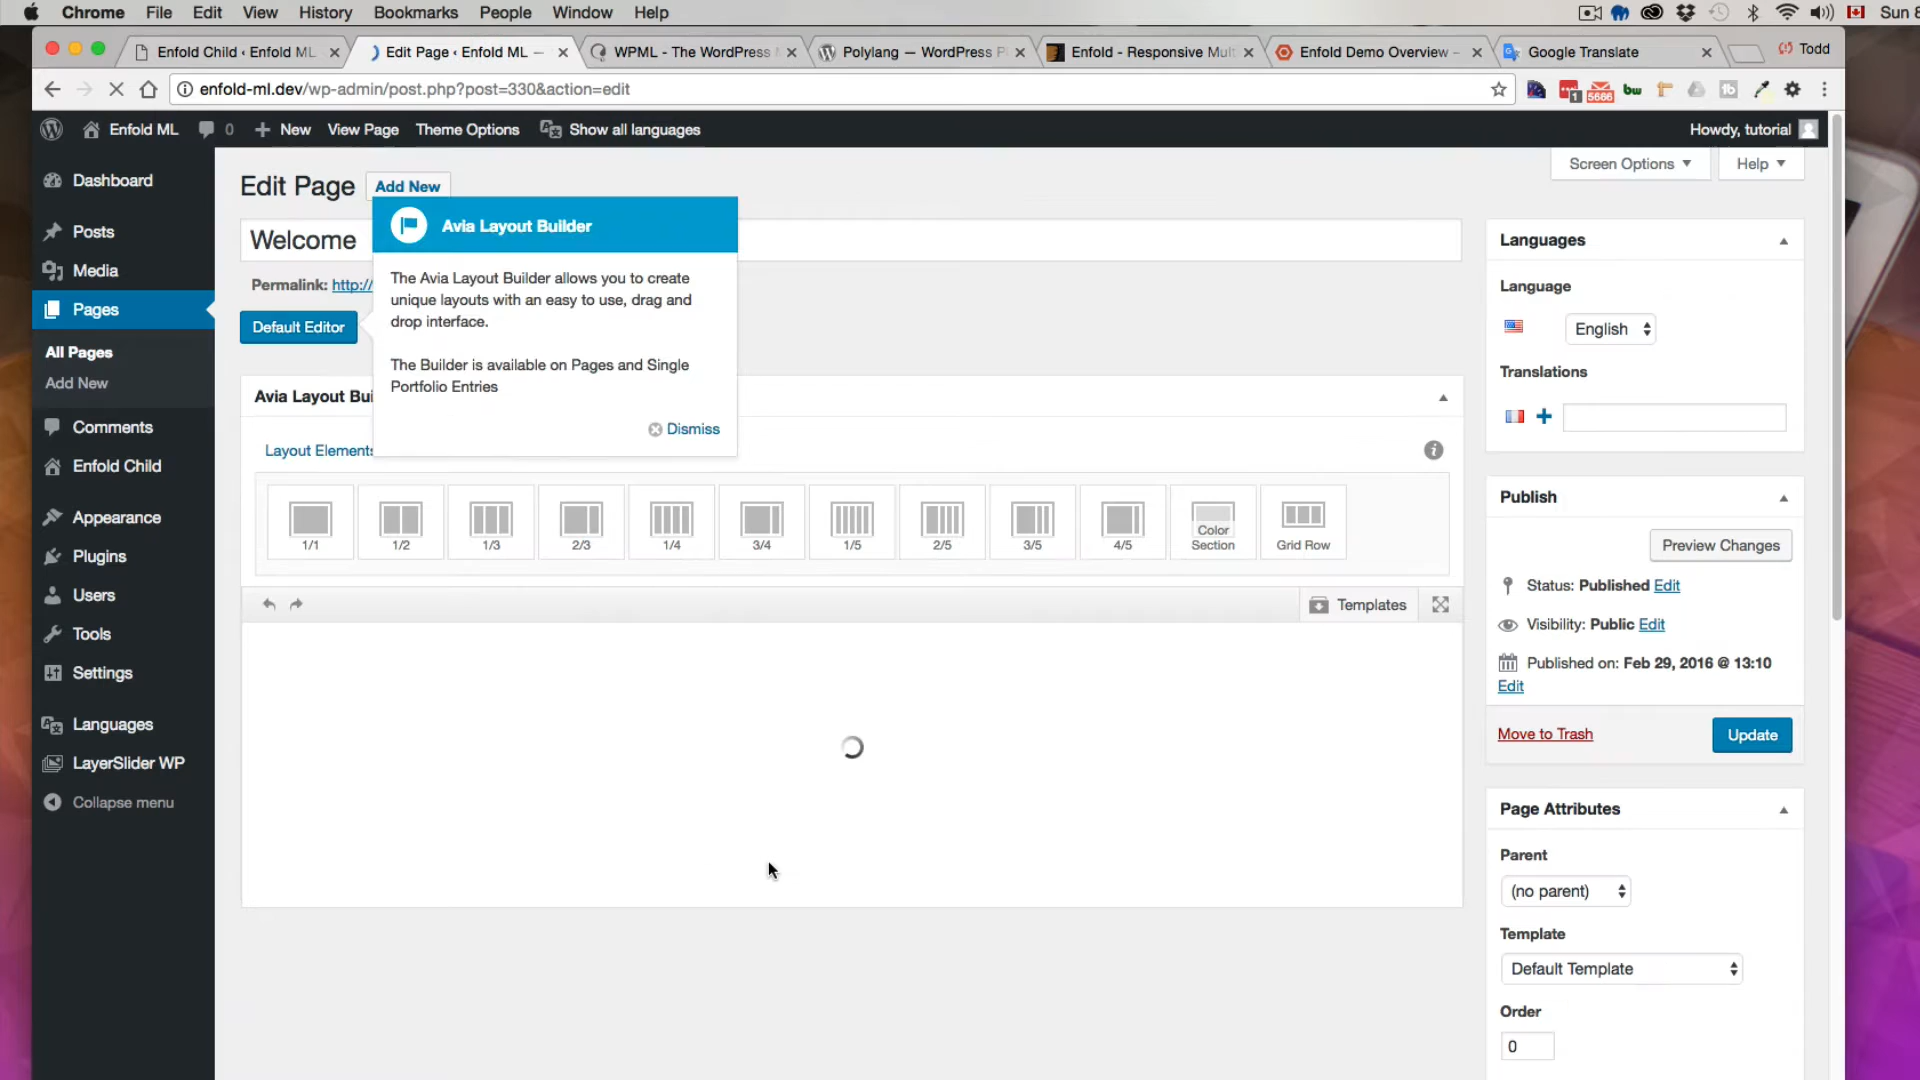 Chrome File Edit View History Bookmarks People Window Help Sun 8
Enfold Child ‹ Enfold ML Edit Page ‹ Enfold ML — WPML - The WordPress Polylang — WordPress P Enfold - Responsive Mult Enfold Demo Overview - Google Translate Todd
enfold-ml.dev/wp-admin/post.php?post=330&action=edit 1 5666 bw
Enfold ML 0 New View Page Theme Options Show all languages Howdy, tutorial
Screen Options Help
Dashboard
Posts
Media
Pages
All Pages
Add New
Comments
Enfold Child
Appearance
Plugins
Users
Tools
Settings
Languages
LayerSlider WP
Collapse menu
Edit Page Add New
Welcome
Permalink: http://
Default Editor
Avia Layout Builder
The Avia Layout Builder allows you to create
unique layouts with an easy to use, drag and
drop interface.
The Builder is available on Pages and Single
Portfolio Entries
Dismiss
Avia Layout Bui
Layout Elements
1/1 1/2 1/3 2/3 1/4 3/4 1/5 2/5 3/5 4/5 Color Section Grid Row
Templates
Languages
Language
English
Translations
Publish
Preview Changes
Status: Published Edit
Visibility: Public Edit
Published on: Feb 29, 2016 @ 13:10
Edit
Move to Trash Update
Page Attributes
Parent
(no parent)
Template
Default Template
Order
0